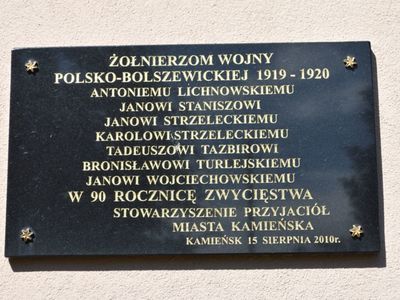 ŻOŁNIERZOM WOJNY
POLSKO-BOLSZEWICKIEJ 1919 - 1920
ANTONIEMU LICHNOWSKIEMU
JANOWI STANISZOWI
JANOWI STRZELECKIEMU
KAROLOWI STRZELECKIEMU
TADEUSZOWI TAZBIROWI
BRONISŁAWOWI TURLEJSKIEMU
JANOWI WOJCIECHOWSKIEMU
W 90 ROCZNICĘ ZWYCIĘSTWA
STOWARZYSZENIE PRZYJACIÓŁ
MIASTA KAMIEŃSKA
KAMIEŃSK 15 SIERPNIA 2010r.